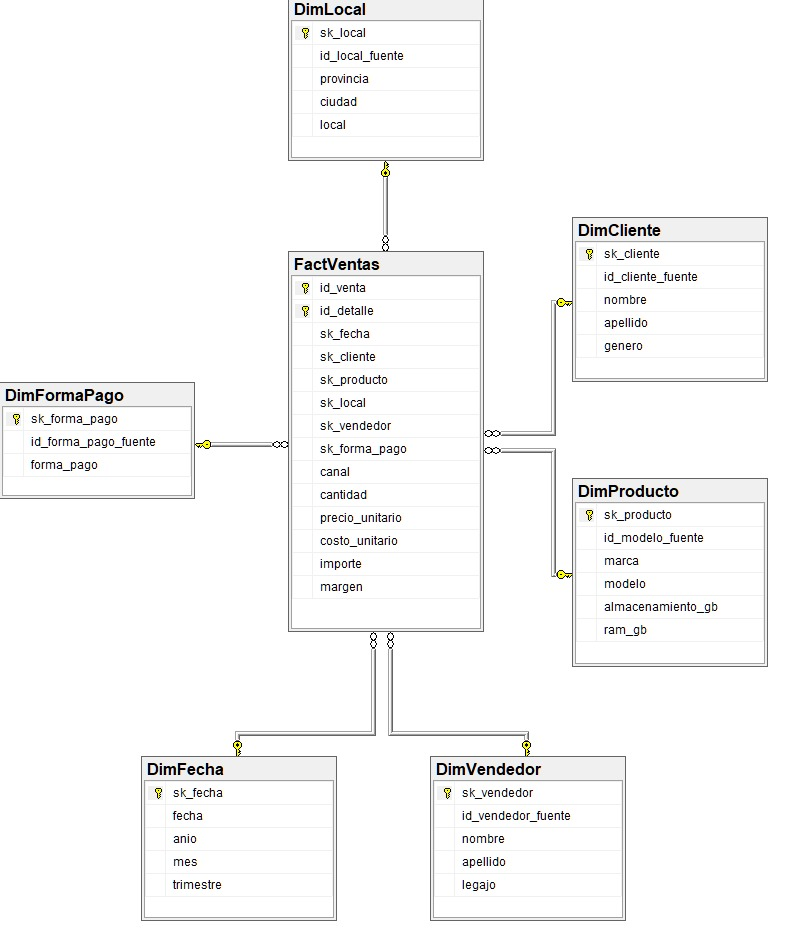 DimLocal
sk_local
id_local_fuente
provincia
ciudad
local
DimCliente
sk_cliente
id_cliente_fuente
nombre
apellido
genero
FactVentas
id_venta
id_detalle
sk_fecha
sk_cliente
sk_producto
sk_local
sk_vendedor
sk_forma_pago
canal
cantidad
precio_unitario
costo_unitario
importe
margen
DimFormaPago
sk_forma_pago
id_forma_pago_fuente
forma_pago
DimProducto
sk_producto
id_modelo_fuente
marca
modelo
almacenamiento_gb
ram_gb
DimFecha
sk_fecha
fecha
anio
mes
trimestre
DimVendedor
sk_vendedor
id_vendedor_fuente
nombre
apellido
legajo